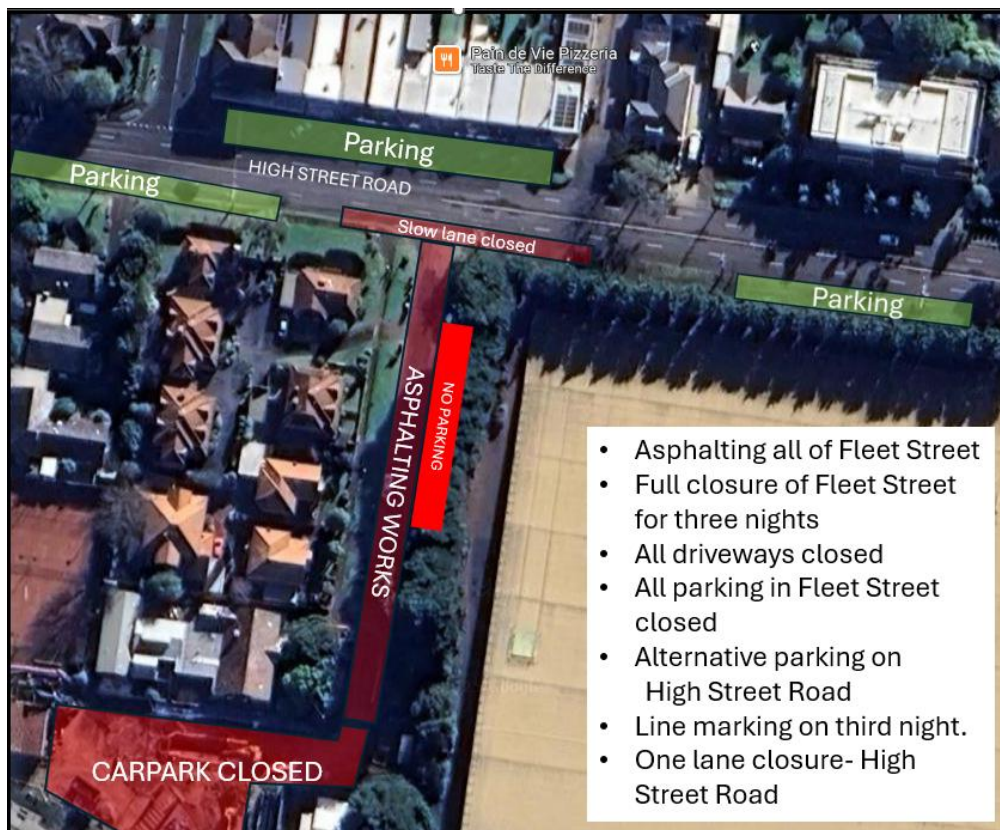 Pain de Vie Pizzeria
Taste The Difference
Parking
HIGH STREET ROAD
Parking
Slow lane closed
Parking
NO PARKING
ASPHALTING WORKS
CARPARK CLOSED
• Asphalting all of Fleet Street
• Full closure of Fleet Street
for three nights
• All driveways closed
• All parking in Fleet Street
closed
• Alternative parking on
High Street Road
• Line marking on third night.
• One lane closure- High
Street Road